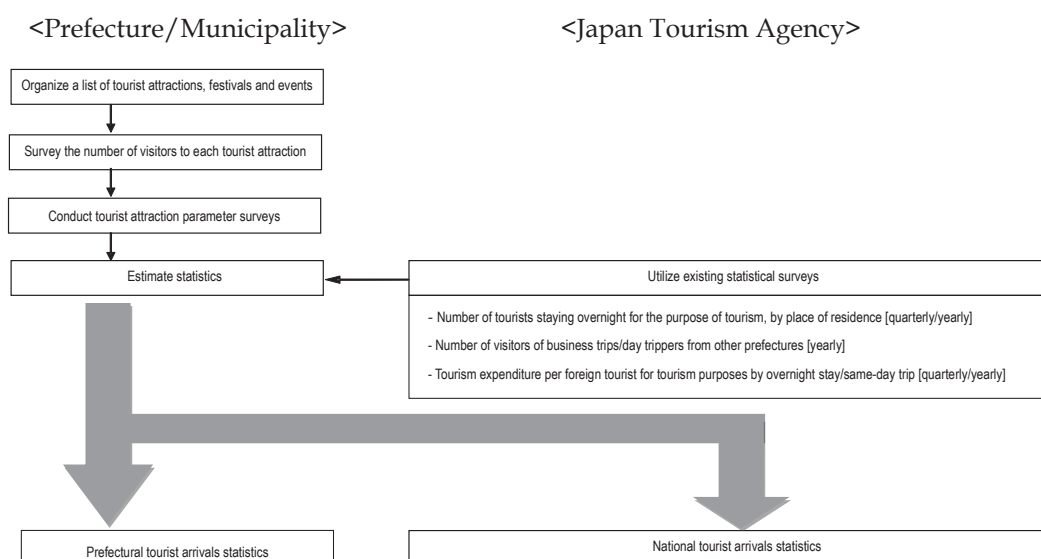 <Prefecture/Municipality>
<Japan Tourism Agency>
Organize a list of tourist attractions, festivals and events
Survey the number of visitors to each tourist attraction
Conduct tourist attraction parameter surveys
Estimate statistics
Utilize existing statistical surveys
- Number of tourists staying overnight for the purpose of tourism, by place of residence [quarterly/yearly]
- Number of visitors of business trips/day trippers from other prefectures [yearly]
- Tourism expenditure per foreign tourist for tourism purposes by overnight stay/same-day trip [quarterly/yearly]
Prefectural tourist arrivals statistics
National tourist arrivals statistics